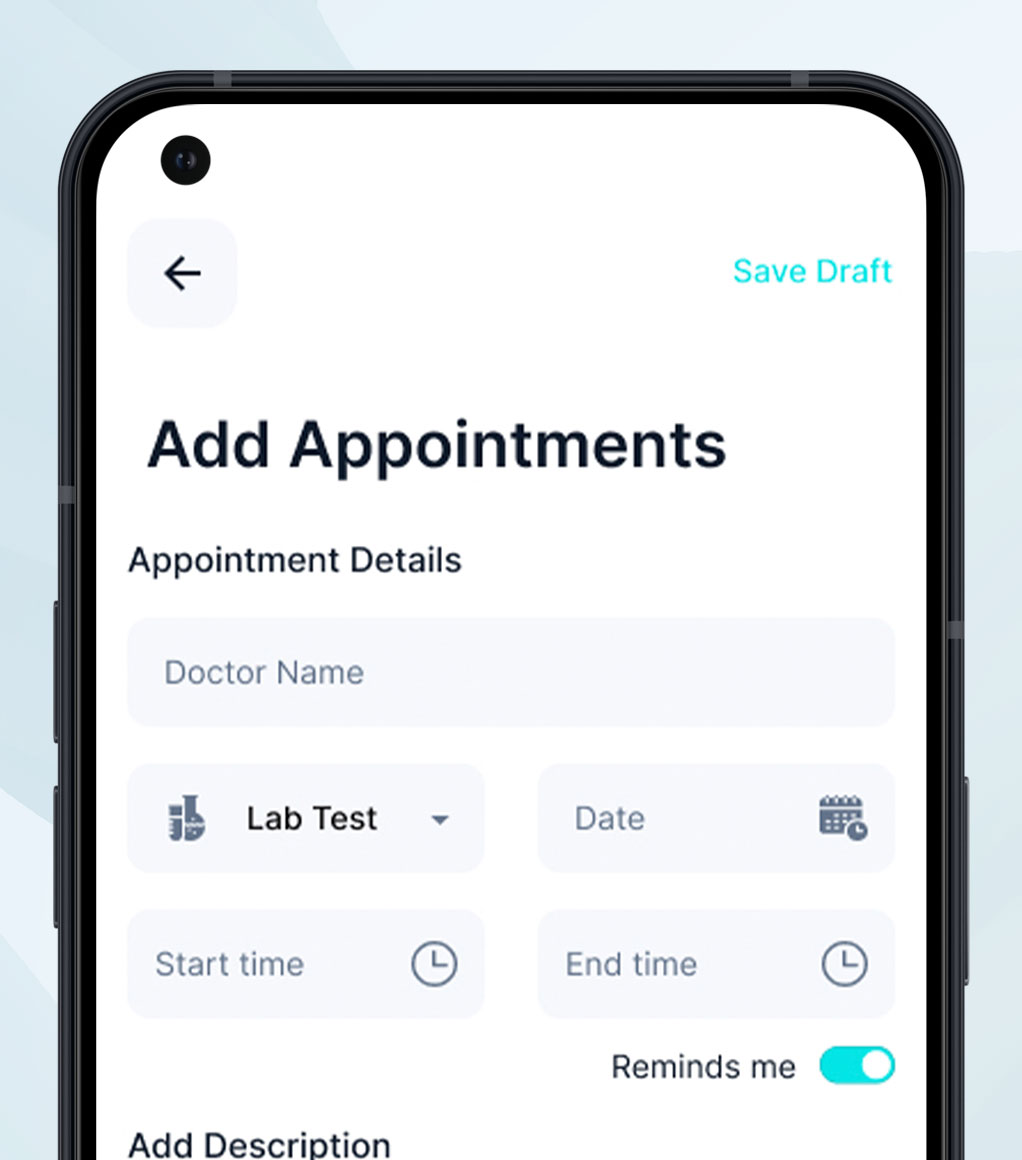 Save Draft
Add Appointments
Appointment Details
Doctor Name
Lab Test
Date
Start time
End time
Reminds me
Add Description